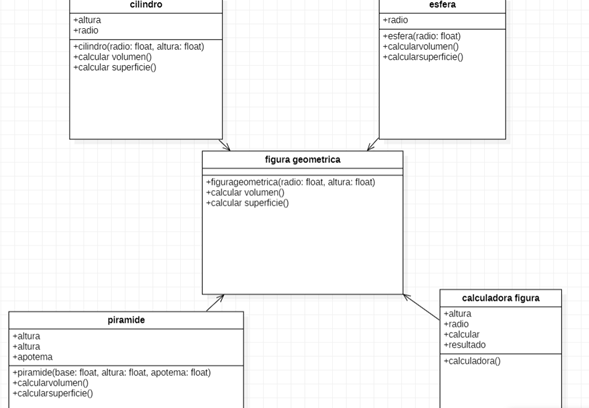 cilindro
+altura
+radio
+cilindro(radio: float, altura: float)
+calcular volumen()
+calcular superficie()
esfera
+radio
+esfera(radio: float)
+calcularvolumen()
+calcularsuperficie()
figura geometrica
+figurageometrica(radio: float, altura: float)
+calcular volumen()
+calcular superficie()
piramide
+altura
+altura
+apotema
+piramide(base: float, altura: float, apotema: float)
+calcularvolumen()
+calcularsuperficie()
calculadora figura
+altura
+radio
+calcular
+resultado
+calculadora()